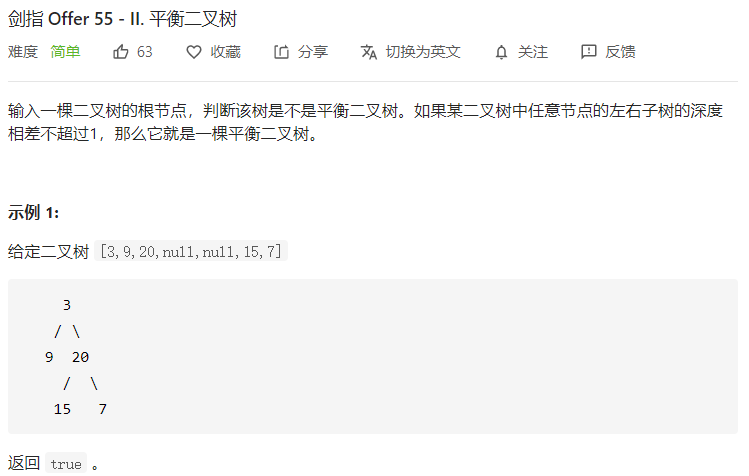 剑指 Offer 55 - II. 平衡二叉树
难度 简单 63 收藏 分享 切换为英文 关注 反馈
输入一棵二叉树的根节点，判断该树是不是平衡二叉树。如果某二叉树中任意节点的左右子树的深度
相差不超过1，那么它就是一棵平衡二叉树。
示例 1:
给定二叉树 [3,9,20,null,null,15,7]
3
/ \
9 20
/ \
15 7
返回 true 。